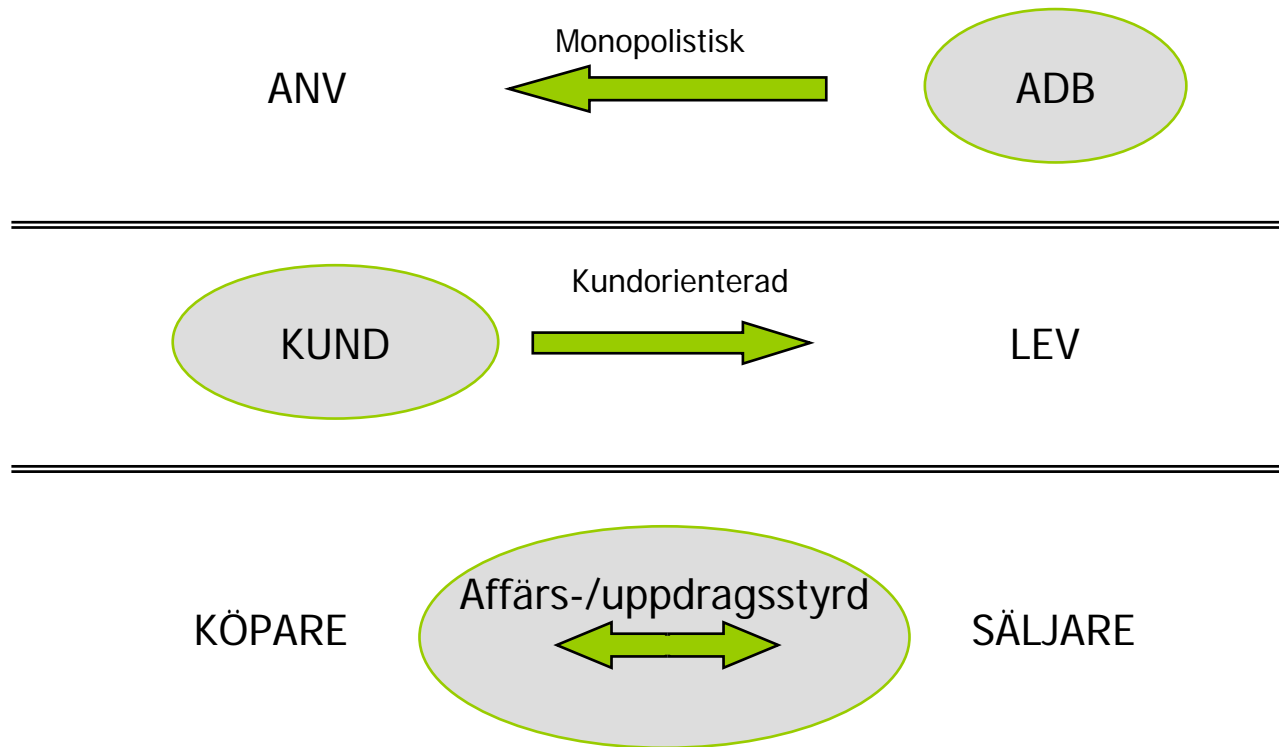 Monopolistisk
ANV
ADB
Kundorienterad
KUND
LEV
Affärs-/uppdragsstyrd
KÖPARE
SÄLJARE